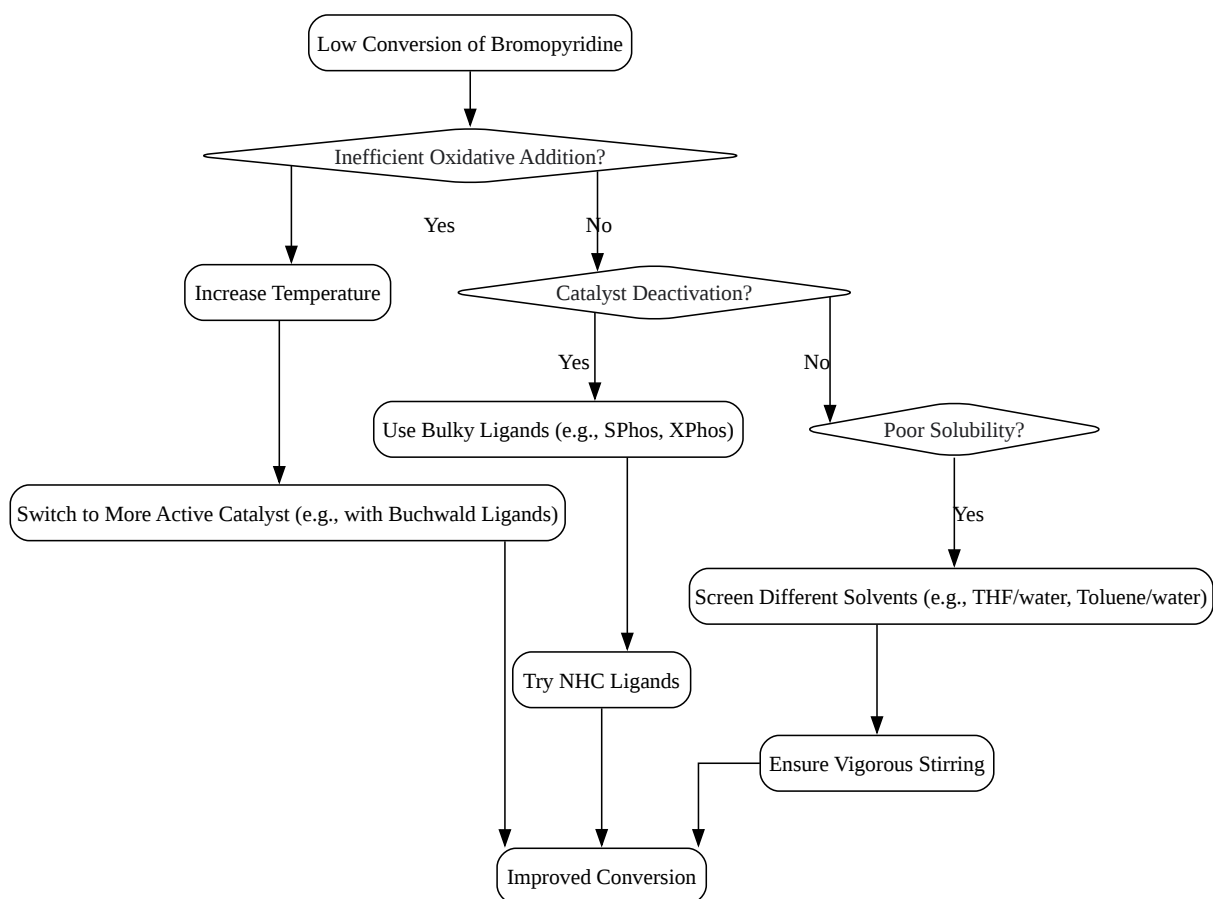 Low Conversion of Bromopyridine
Inefficient Oxidative Addition?
Yes
No
Increase Temperature
Catalyst Deactivation?
Yes
No
Use Bulky Ligands (e.g., SPhos, XPhos)
Poor Solubility?
Switch to More Active Catalyst (e.g., with Buchwald Ligands)
Yes
Screen Different Solvents (e.g., THF/water, Toluene/water)
Try NHC Ligands
Ensure Vigorous Stirring
Improved Conversion